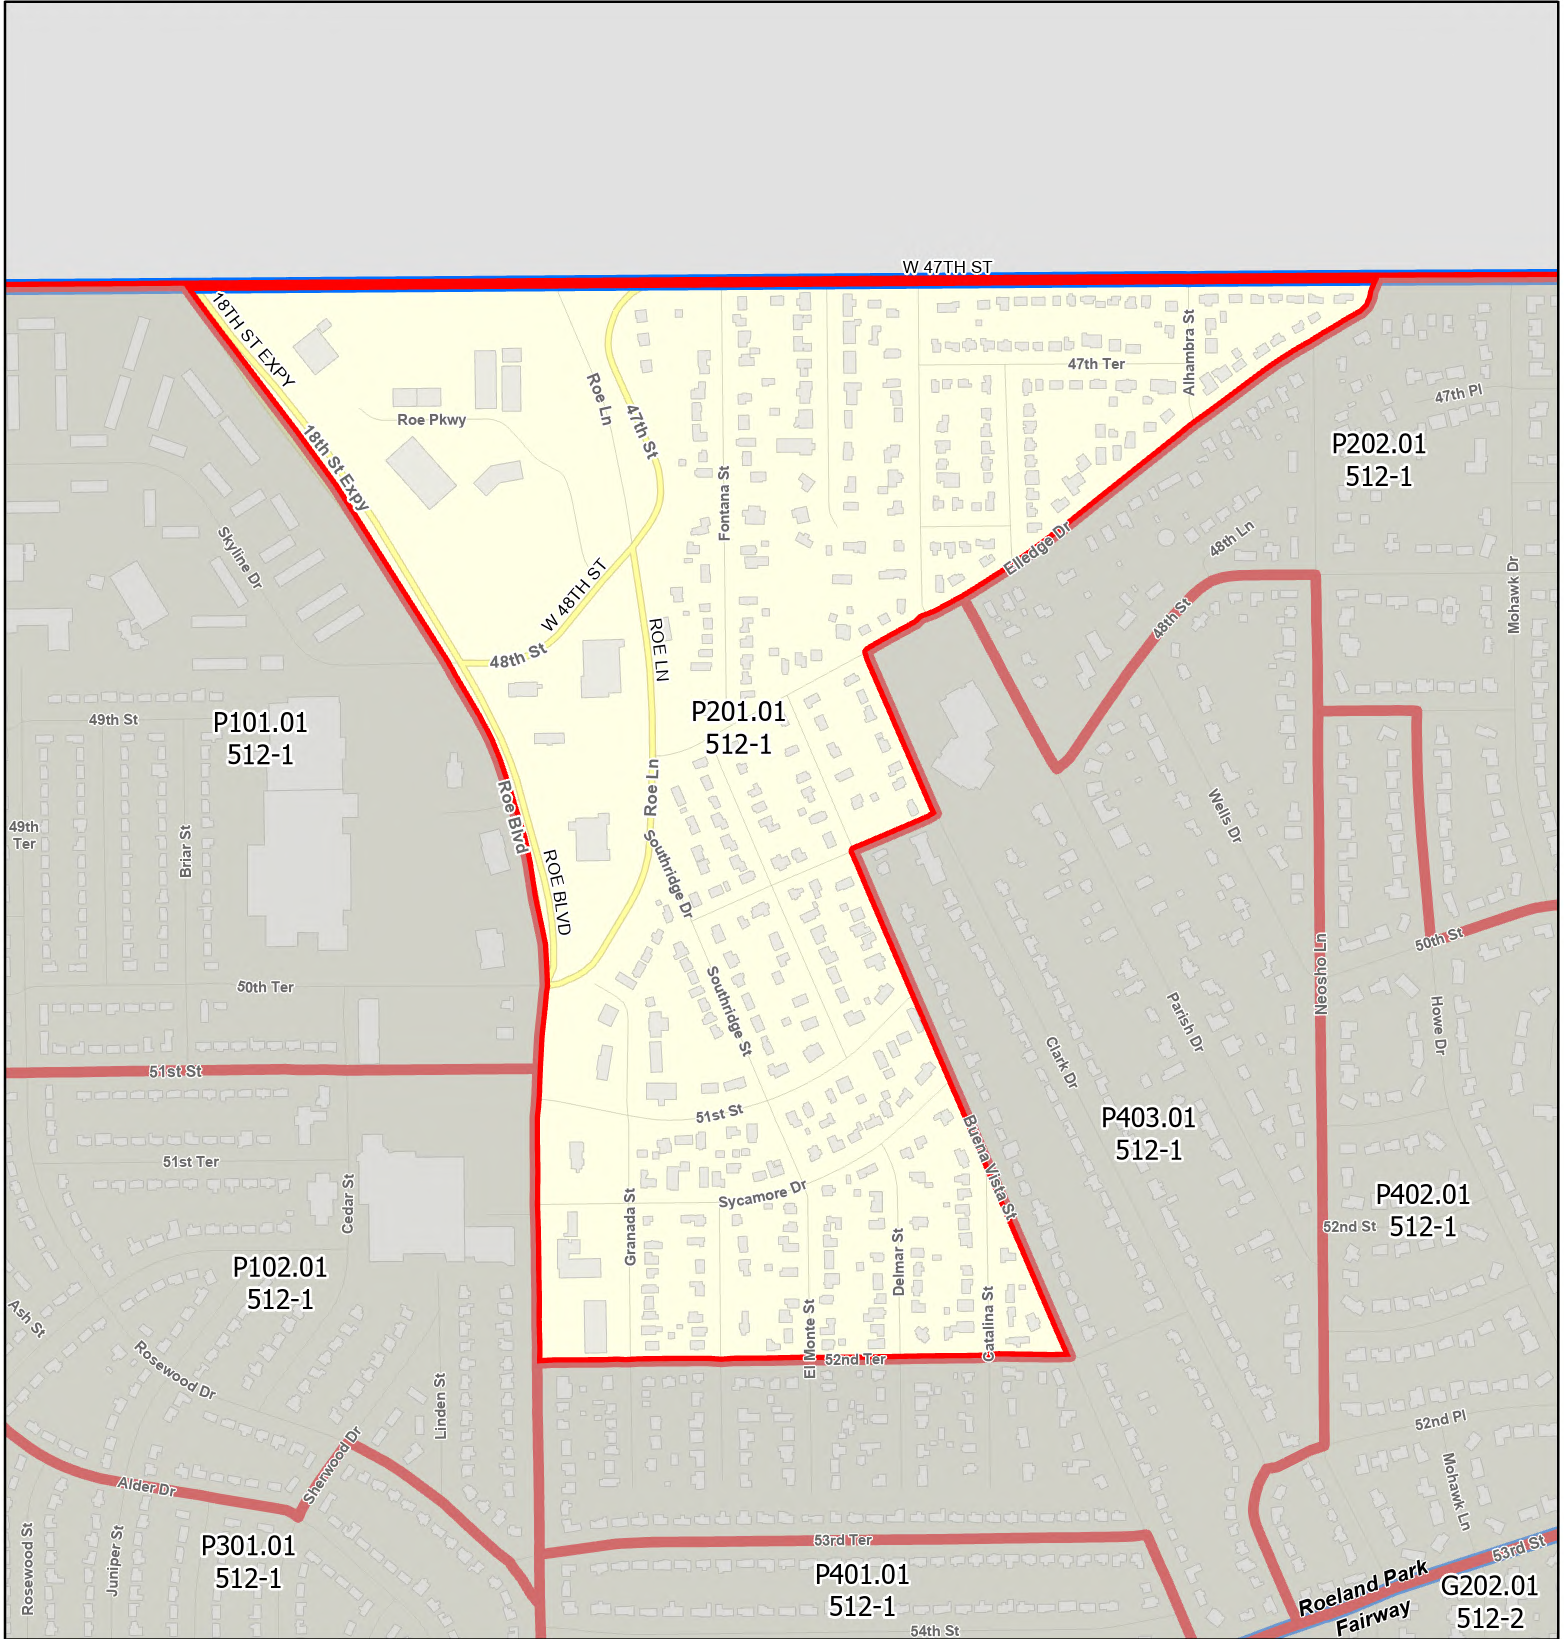 W 47TH ST
18TH ST EXPY
Roe Ln
47th St
Alhambra St
47th Ter
47th Pl
Roe Pkwy
18th St Expy
P202.01
512-1
Fontana St
Skyline Dr
W 48TH ST
Elledge Dr
48th Ln
Mohawk Dr
48th St
48th St
ROE LN
P101.01
512-1
49th St
P201.01
512-1
Roe Blvd
Roe Ln
Wells Dr
49th
Ter
Briar St
ROE BLVD
Southridge Dr
50th St
Neosho Ln
50th Ter
Southridge St
Parish Dr
Howe Dr
Clark Dr
51st St
51st St
Buena Vista St
P403.01
512-1
51st Ter
Cedar St
Sycamore Dr
Granada St
P402.01
512-1
52nd St
Delmar St
P102.01
512-1
Ash St
El Monte St
Catalina St
52nd Ter
Rosewood Dr
Linden St
52nd Pl
Sherwood Dr
Alder Dr
Mohawk Ln
P301.01
512-1
Rosewood St
Juniper St
53rd Ter
53rd St
P401.01
512-1
Roeland Park
Fairway
G202.01
512-2
54th St